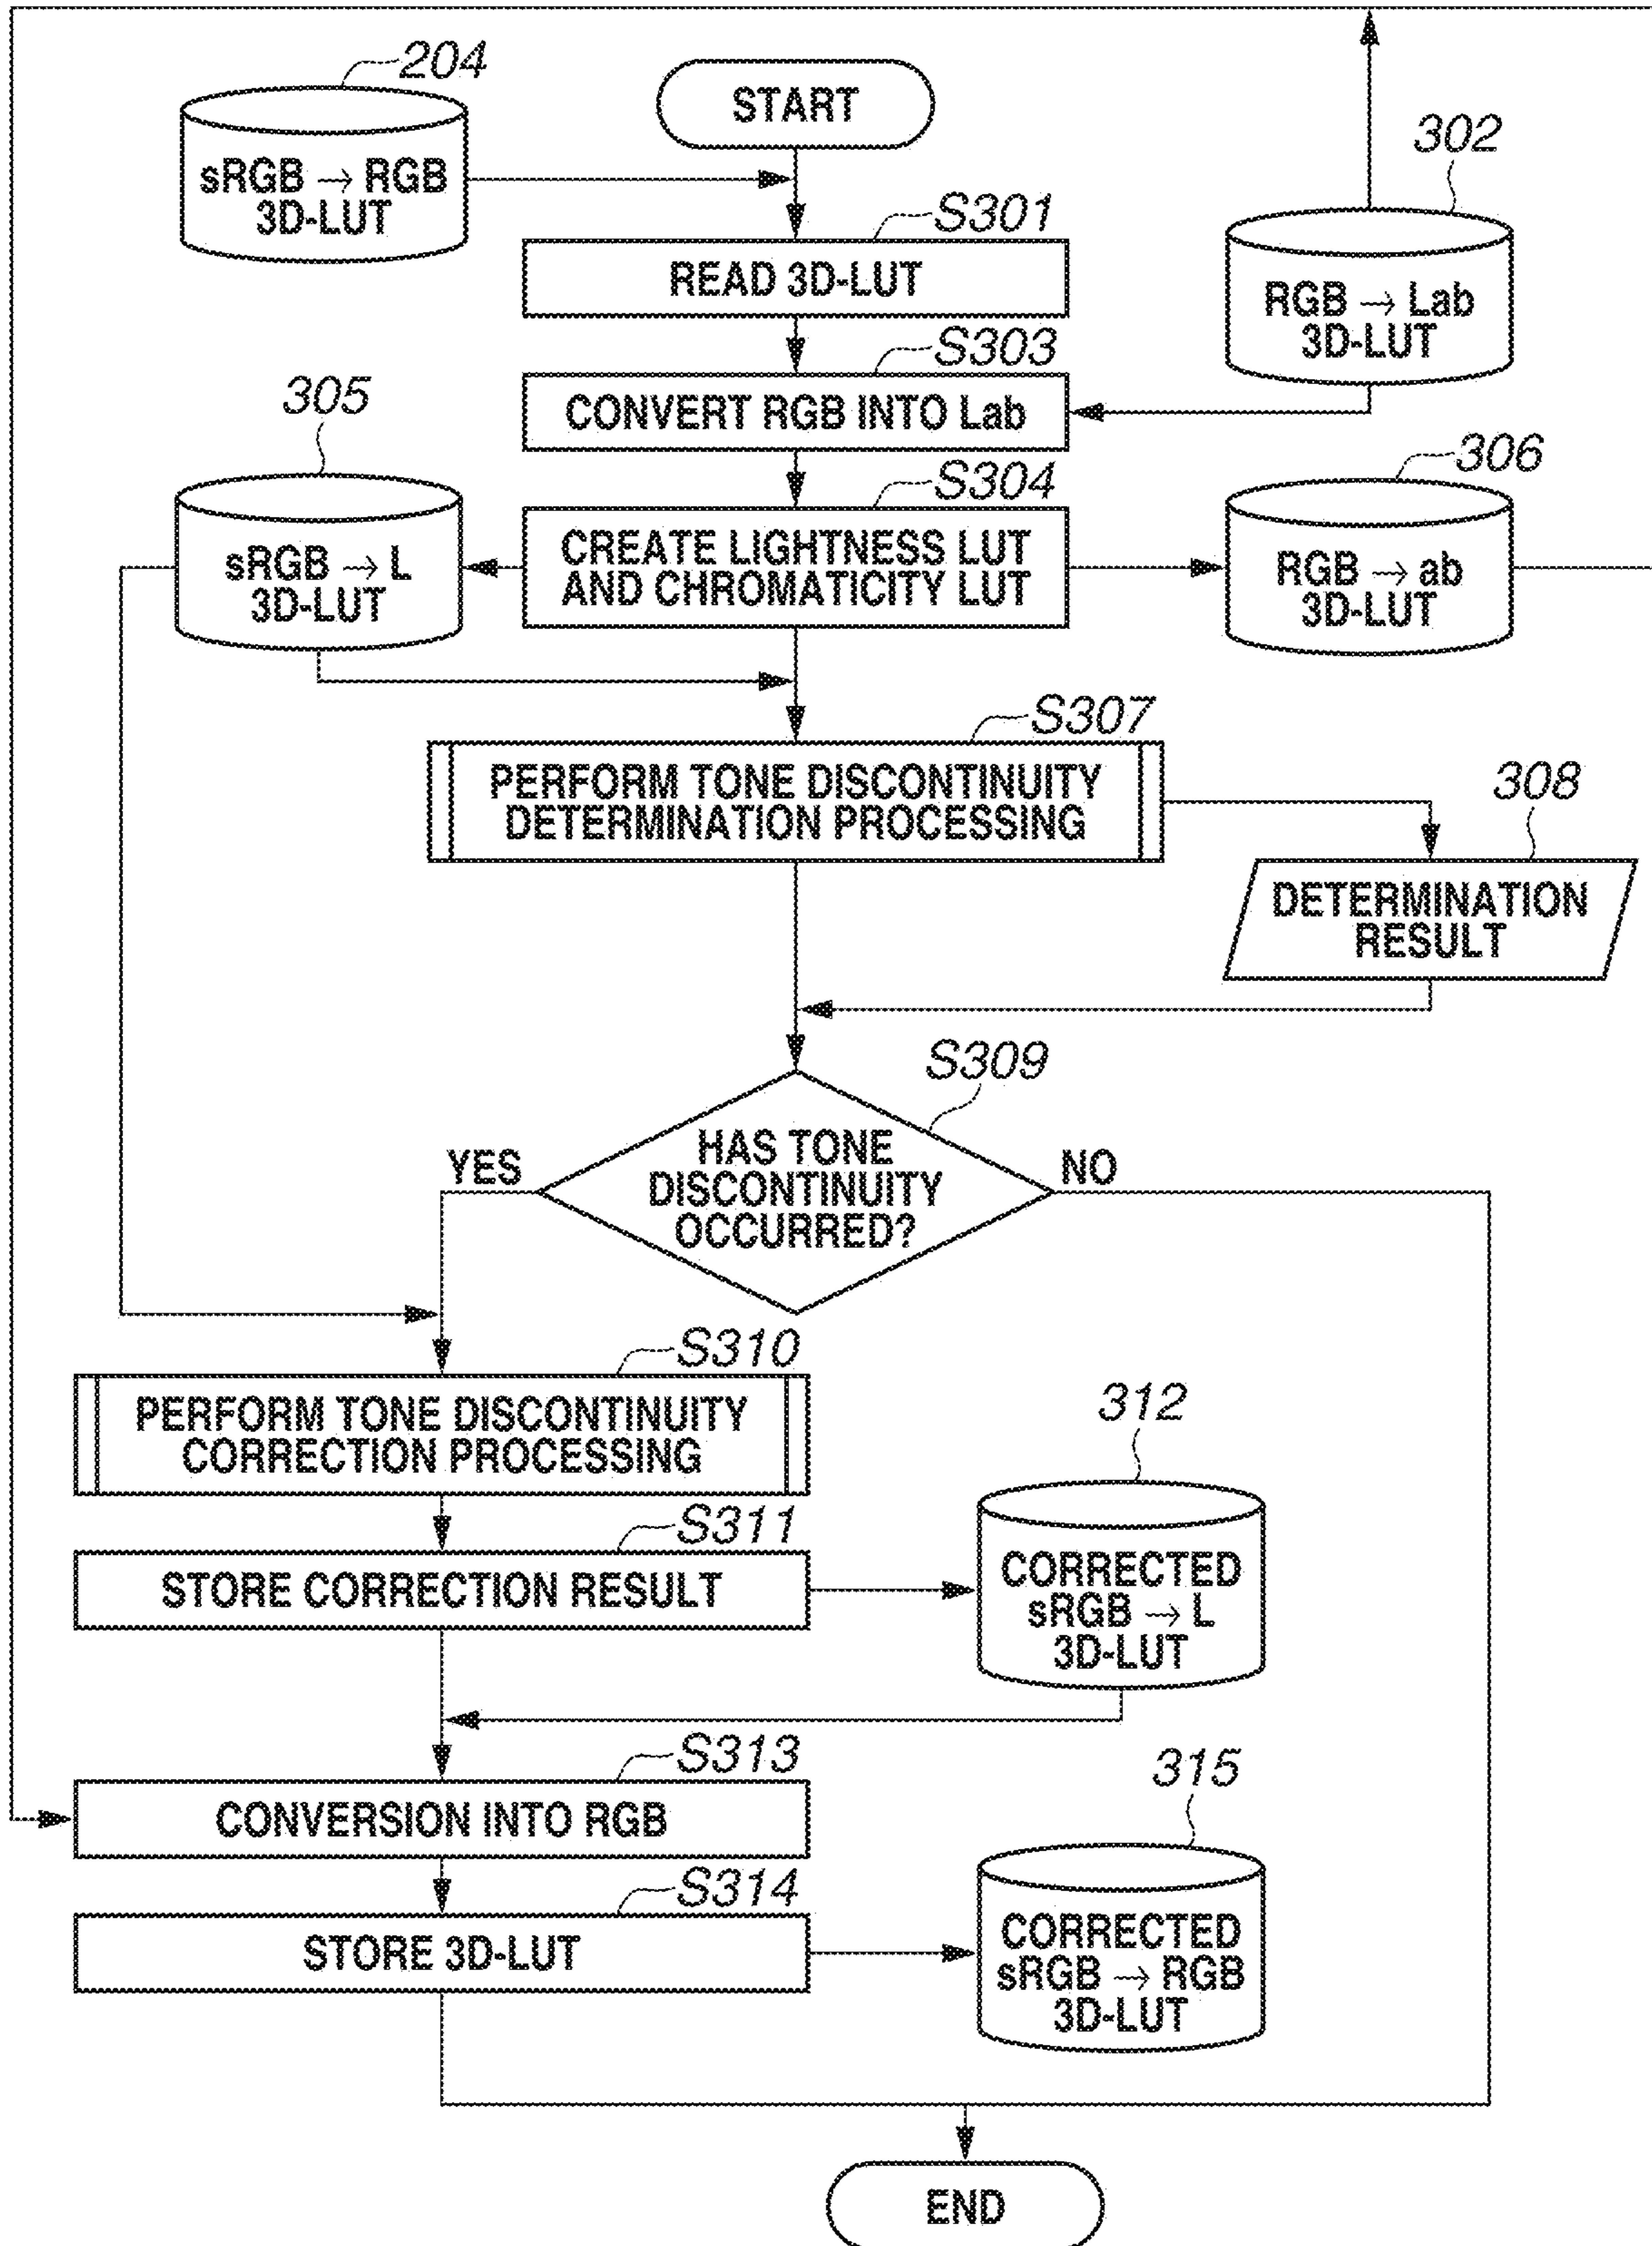 204
START
sRGB → RGB
3D-LUT
302
S301
READ 3D-LUT
RGB → Lab
3D-LUT
S303
CONVERT RGB INTO Lab
305
306
S304
sRGB → L
3D-LUT
CREATE LIGHTNESS LUT
AND CHROMATICITY LUT
RGB → ab
3D-LUT
S307
PERFORM TONE DISCONTINUITY
DETERMINATION PROCESSING
308
DETERMINATION
RESULT
S309
YES
HAS TONE
DISCONTINUITY
OCCURRED?
NO
S310
PERFORM TONE DISCONTINUITY
CORRECTION PROCESSING
312
S311
STORE CORRECTION RESULT
CORRECTED
sRGB → L
3D-LUT
S313
CONVERSION INTO RGB
315
S314
STORE 3D-LUT
CORRECTED
sRGB → RGB
3D-LUT
END